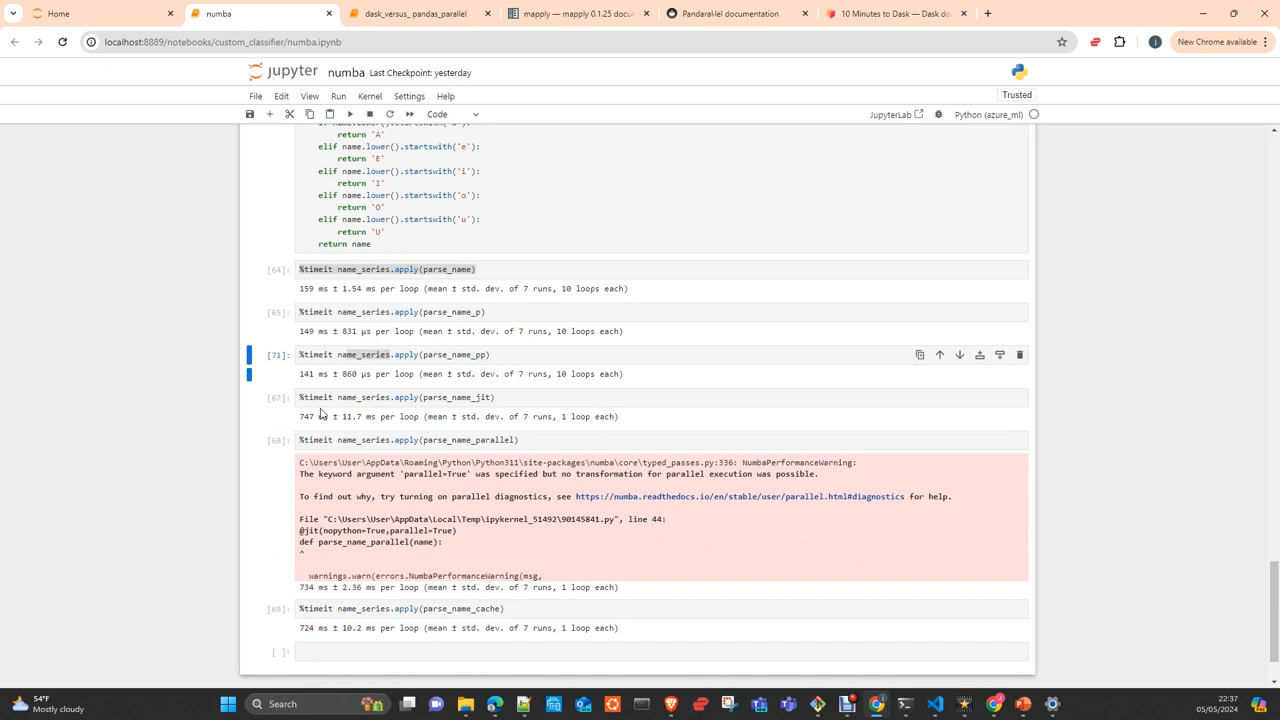 Home
numba
dask_versus_ pandas_parallel
mapply — mapply 0.1.25 docu
Pandaral·lel documentation
10 Minutes to Dask — Dask do
localhost:8889/notebooks/custom_classifier/numba.ipynb
New Chrome available
jupyter numba Last Checkpoint: yesterday
File Edit View Run Kernel Settings Help
Trusted
Code
JupyterLab
Python (azure_ml)
return 'A'
elif name.lower().startswith('e'):
return 'E'
elif name.lower().startswith('i'):
return 'I'
elif name.lower().startswith('o'):
return 'O'
elif name.lower().startswith('u'):
return 'U'
return name
[64]: %timeit name_series.apply(parse_name)
159 ms ± 1.54 ms per loop (mean ± std. dev. of 7 runs, 10 loops each)
[65]: %timeit name_series.apply(parse_name_p)
149 ms ± 831 µs per loop (mean ± std. dev. of 7 runs, 10 loops each)
[71]: %timeit name_series.apply(parse_name_pp)
141 ms ± 860 µs per loop (mean ± std. dev. of 7 runs, 10 loops each)
[67]: %timeit name_series.apply(parse_name_jit)
747 ± 11.7 ms per loop (mean ± std. dev. of 7 runs, 1 loop each)
[68]: %timeit name_series.apply(parse_name_parallel)
C:\Users\User\AppData\Roaming\Python\Python311\site-packages\numba\core\typed_passes.py:336: NumbaPerformanceWarning:
The keyword argument 'parallel=True' was specified but no transformation for parallel execution was possible.
To find out why, try turning on parallel diagnostics, see https://numba.readthedocs.io/en/stable/user/parallel.html#diagnostics for help.
File "C:\Users\User\AppData\Local\Temp\ipykernel_51492\90145841.py", line 44:
@jit(nopython=True,parallel=True)
def parse_name_parallel(name):
^
warnings.warn(errors.NumbaPerformanceWarning(msg,
734 ms ± 2.36 ms per loop (mean ± std. dev. of 7 runs, 1 loop each)
[69]: %timeit name_series.apply(parse_name_cache)
724 ms ± 10.2 ms per loop (mean ± std. dev. of 7 runs, 1 loop each)
[ ]:
54°F
Mostly cloudy
Search
22:37
05/05/2024